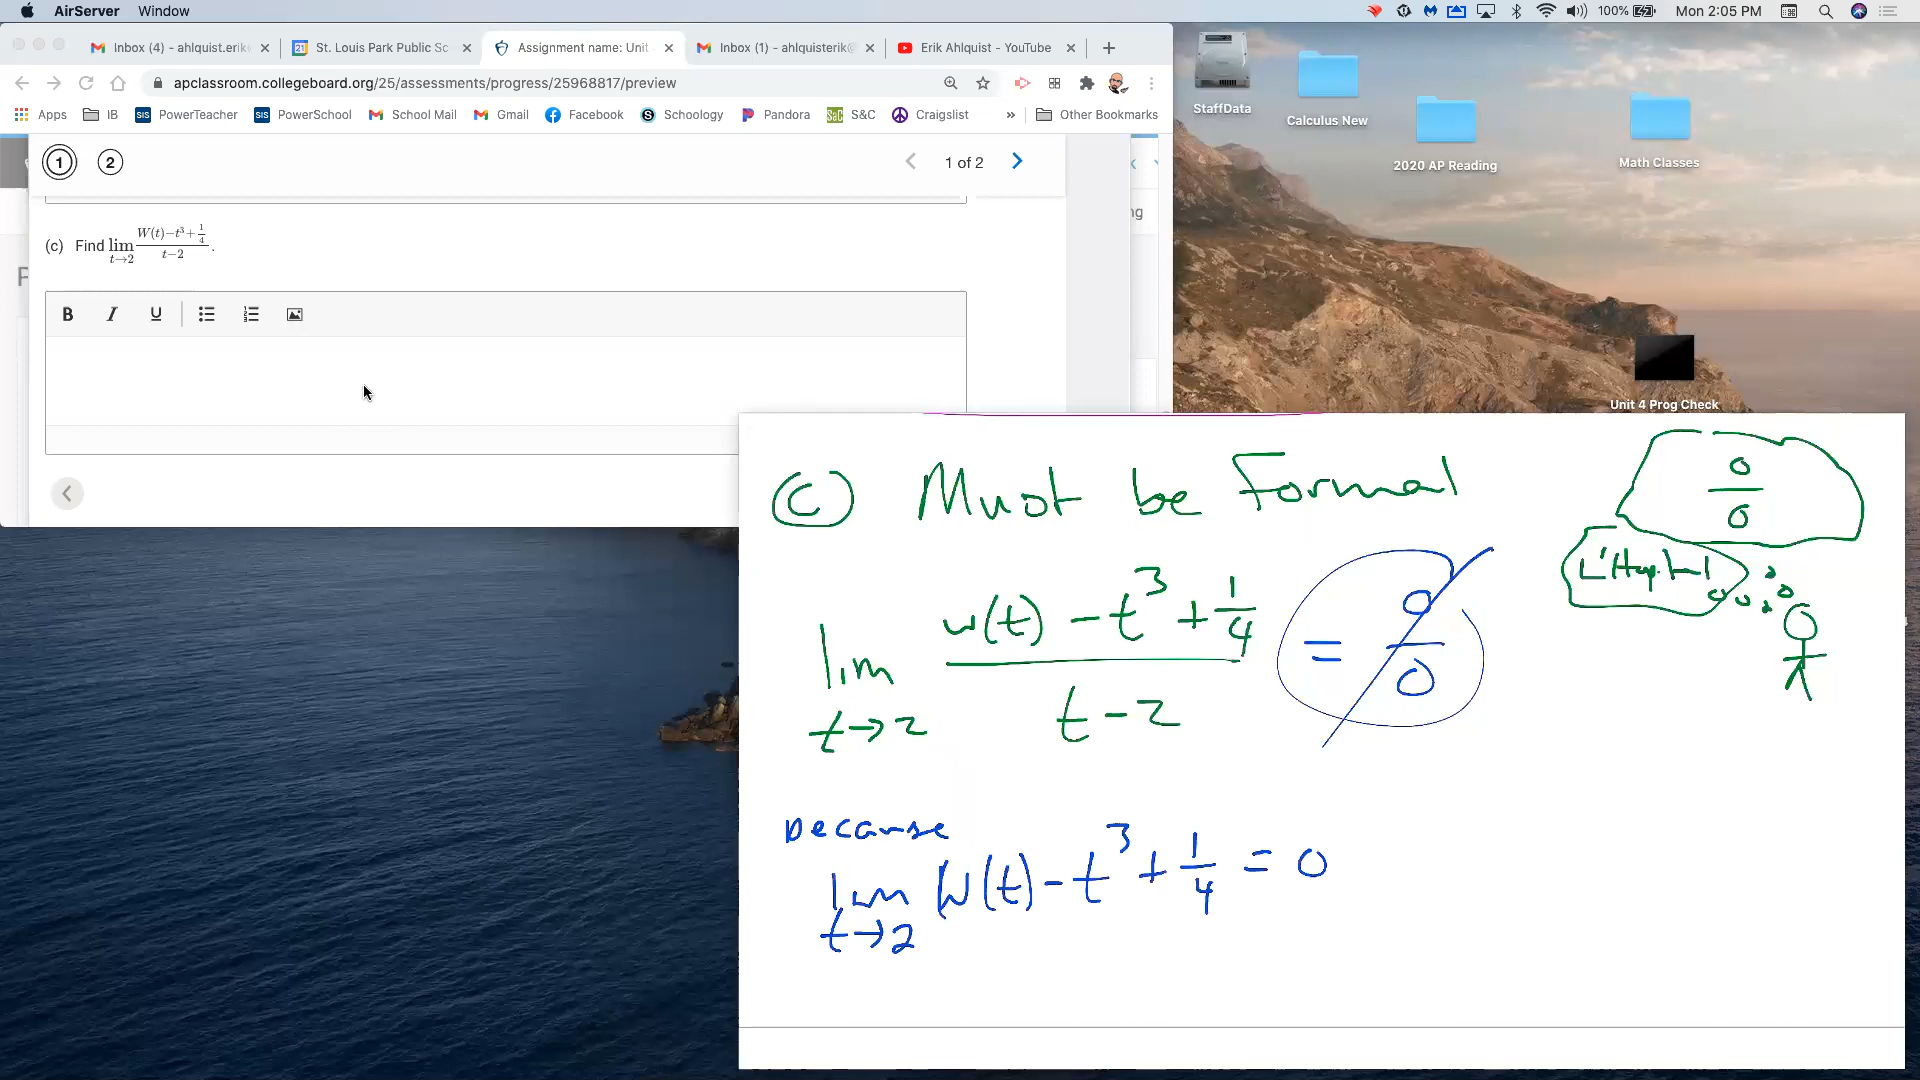 AirServer Window
100% Mon 2:05 PM
Inbox (4) - ahlquist.erik
21 St. Louis Park Public Sc
Assignment name: Unit
Inbox (1) - ahlquisterik@
Erik Ahlquist - YouTube
apclassroom.collegeboard.org/25/assessments/progress/25968817/preview
Apps IB SIS PowerTeacher SIS PowerSchool School Mail Gmail Facebook S Schoology Pandora S&C S&C Craigslist » Other Bookmarks
1 2 1 of 2
ng
(c) Find lim t→2 W(t)−t³+1/4 / t−2 .
B I U
StaffData
Calculus New
2020 AP Reading
Math Classes
Unit 4 Prog Check
(C) Must be Formal
0/0
L'Hopital
lim t→2 w(t) − t³ + 1/4 / t − 2 = 0/0
because
lim t→2 W(t) − t³ + 1/4 = 0